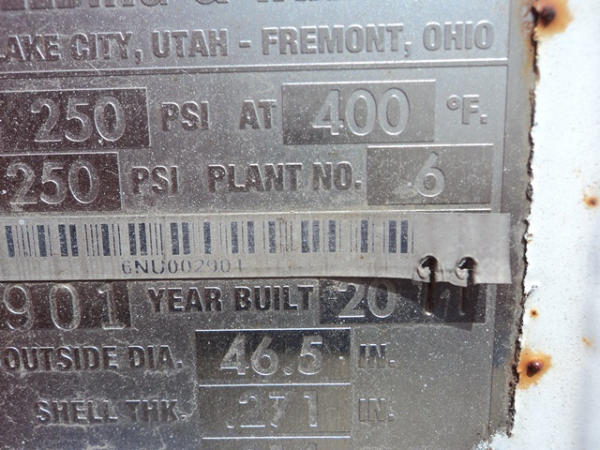 LAKE CITY, UTAH - FREMONT, OHIO
250 PSI AT 400 °F.
250 PSI PLANT NO. 6
6NU002901
901 YEAR BUILT 2011
OUTSIDE DIA. 46.5 IN.
SHELL THK. .271 IN.